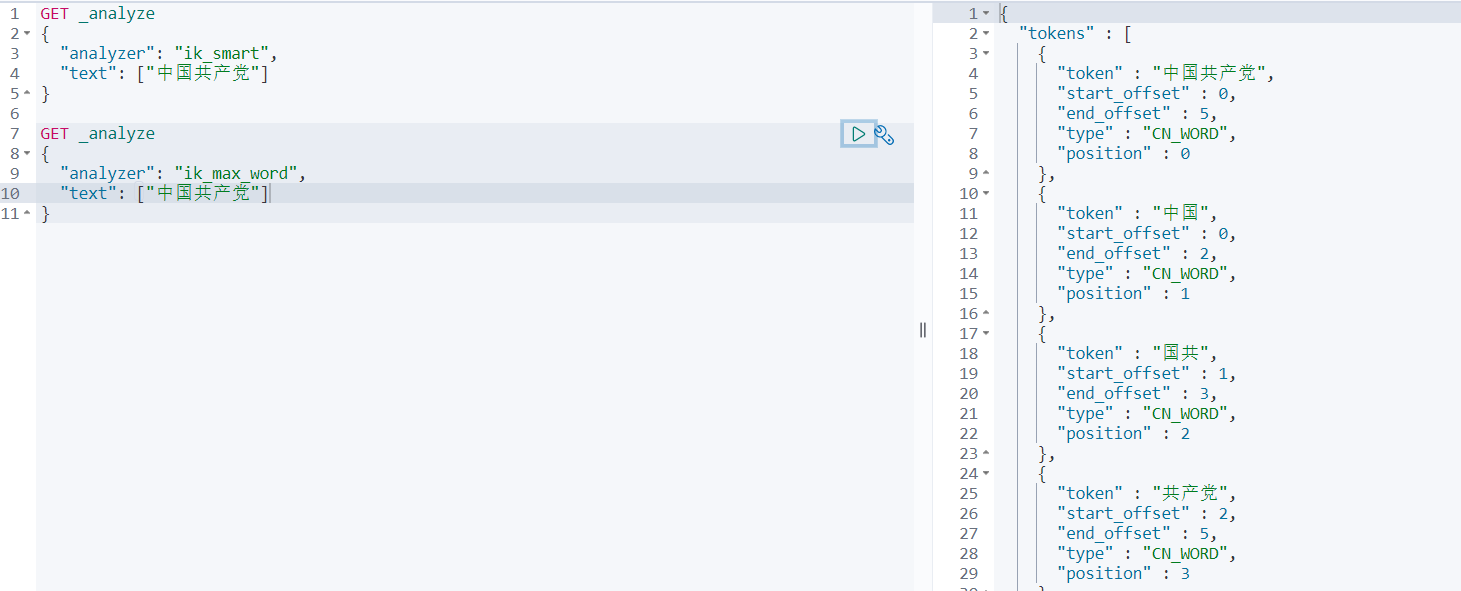 1 GET _analyze
2 {
3 "analyzer": "ik_smart",
4 "text": ["中国共产党"]
5 }
6
7 GET _analyze
8 {
9 "analyzer": "ik_max_word",
10 "text": ["中国共产党"]
11 }
1 {
2 "tokens" : [
3 {
4 "token" : "中国共产党",
5 "start_offset" : 0,
6 "end_offset" : 5,
7 "type" : "CN_WORD",
8 "position" : 0
9 },
10 {
11 "token" : "中国",
12 "start_offset" : 0,
13 "end_offset" : 2,
14 "type" : "CN_WORD",
15 "position" : 1
16 },
17 {
18 "token" : "国共",
19 "start_offset" : 1,
20 "end_offset" : 3,
21 "type" : "CN_WORD",
22 "position" : 2
23 },
24 {
25 "token" : "共产党",
26 "start_offset" : 2,
27 "end_offset" : 5,
28 "type" : "CN_WORD",
29 "position" : 3